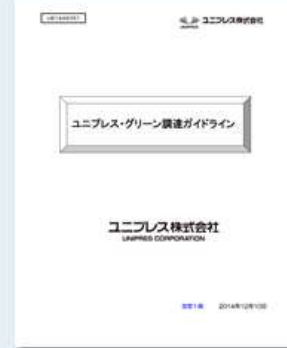 ユニプレス株式会社
UNIPRES
ユニプレス・グリーン調達ガイドライン
ユニプレス株式会社
UNIPRES CORPORATION
2014年12月10日